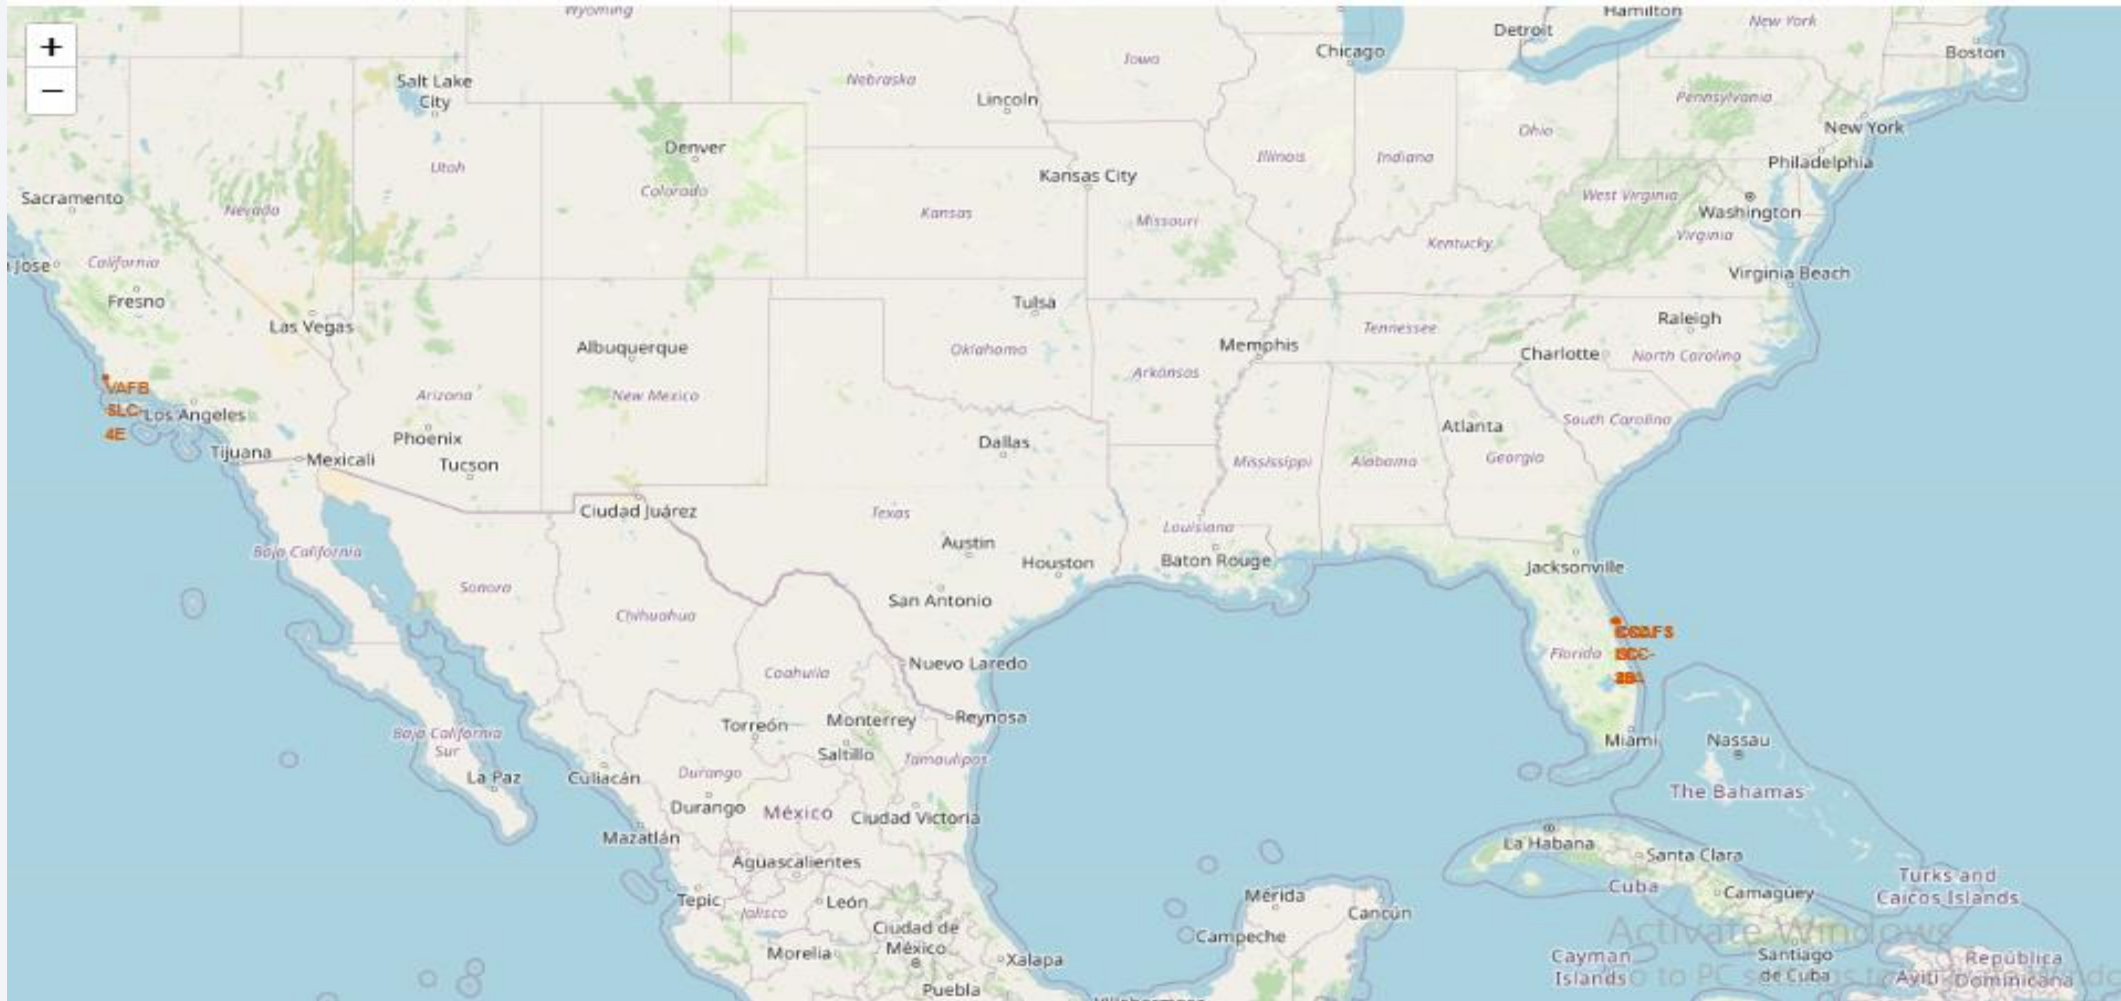 Wyoming
Hamilton
New York
+
Detroit
Chicago
Boston
Iowa
Salt Lake
City
Nebraska
−
Lincoln
Pennsylvania
New York
Ohio
Denver
Illinois
Indiana
Philadelphia
Utah
Kansas City
Colorado
Sacramento
West Virginia
Nevada
Kansas
Missouri
Washington
Virginia
Kentucky
California
Jose
Virginia Beach
Fresno
Tulsa
Las Vegas
Raleigh
Tennessee
Albuquerque
Memphis
Oklahoma
Charlotte
North Carolina
Arkansas
VAFB
SLC-
4E
Los Angeles
Arizona
New Mexico
South Carolina
Atlanta
Phoenix
Dallas
Tijuana
Mexicali
Tucson
Mississippi
Alabama
Georgia
Ciudad Juárez
Texas
Louisiana
Austin
Baja California
Houston
Baton Rouge
Jacksonville
Sonora
San Antonio
Chihuahua
Florida
Nuevo Laredo
Coahuila
Torreón
Monterrey
Reynosa
Baja California
Sur
Saltillo
Tamaulipas
Miami
Nassau
La Paz
Culiacán
Durango
Durango
México
Ciudad Victoria
The Bahamas
Mazatlán
La Habana
Aguascalientes
Santa Clara
Turks and
Caicos Islands
Cuba
Camagüey
Mérida
Tepic
Jalisco
León
Cancún
Ciudad de
México
Campeche
Activate Windows
Morelia
Xalapa
Cayman
Islands
Santiago
de Cuba
Ayiti
República
Dominicana
Puebla